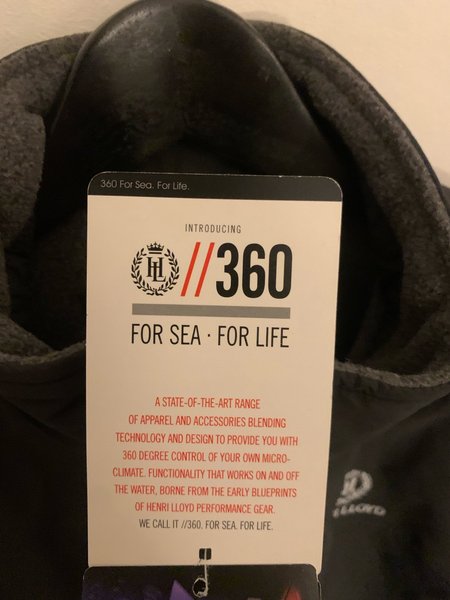 360 For Sea. For Life.
INTRODUCING
HL //360
FOR SEA · FOR LIFE
A STATE-OF-THE-ART RANGE
OF APPAREL AND ACCESSORIES BLENDING
TECHNOLOGY AND DESIGN TO PROVIDE YOU WITH
360 DEGREE CONTROL OF YOUR OWN MICRO-
CLIMATE. FUNCTIONALITY THAT WORKS ON AND OFF
THE WATER, BORNE FROM THE EARLY BLUEPRINTS
OF HENRI LLOYD PERFORMANCE GEAR.
WE CALL IT //360. FOR SEA. FOR LIFE.
LLOYD